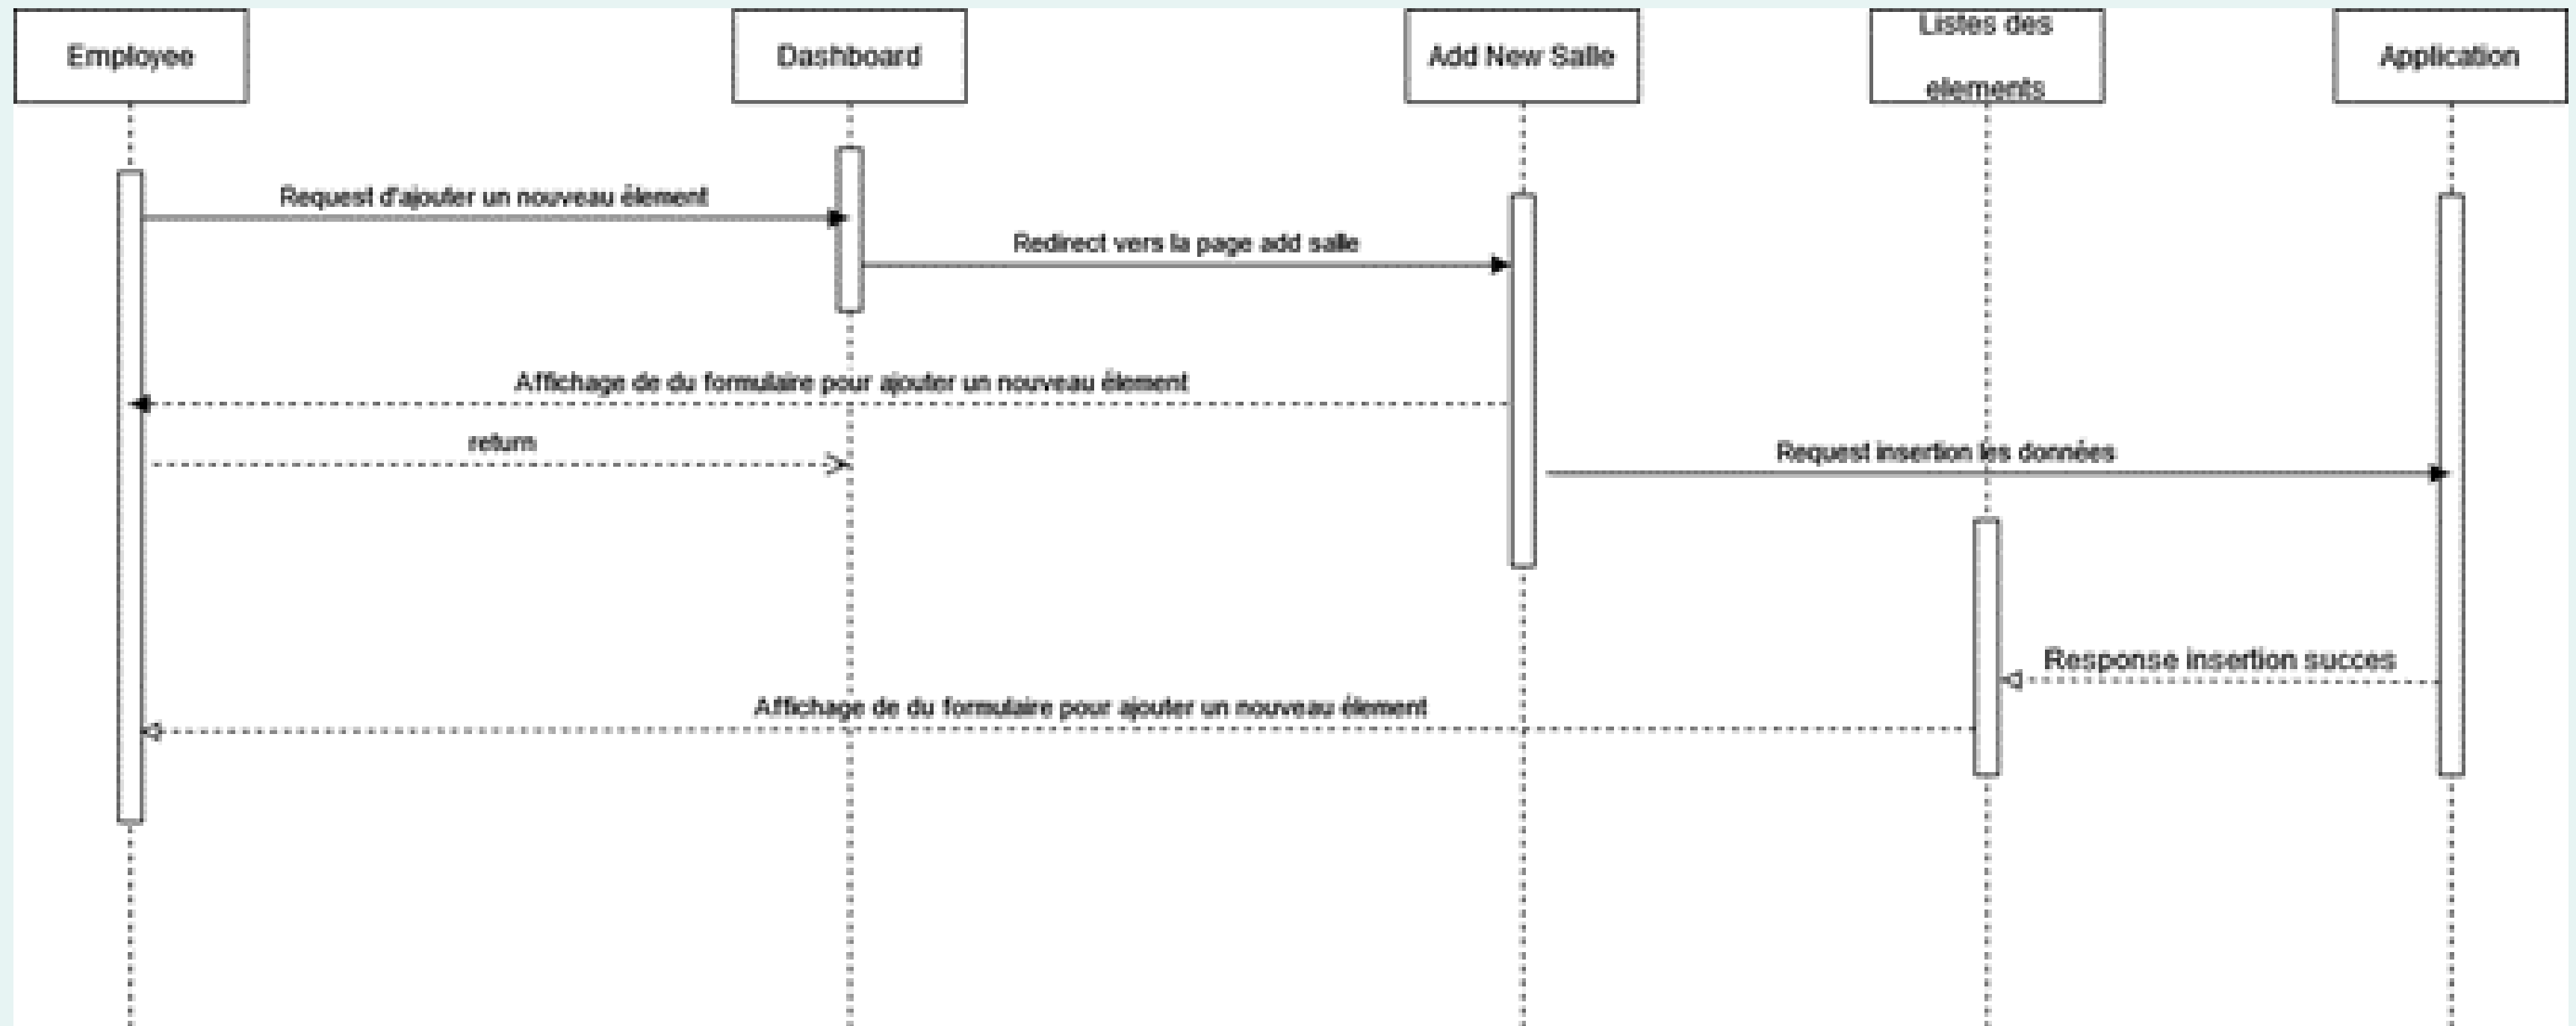 Employee
Dashboard
Add New Salle
Listes des
elements
Application
Request d'ajouter un nouveau élement
Redirect vers la page add salle
Affichage de du formulaire pour ajouter un nouveau élement
return
Request insertion les données
Response insertion succes
Affichage de du formulaire pour ajouter un nouveau élement